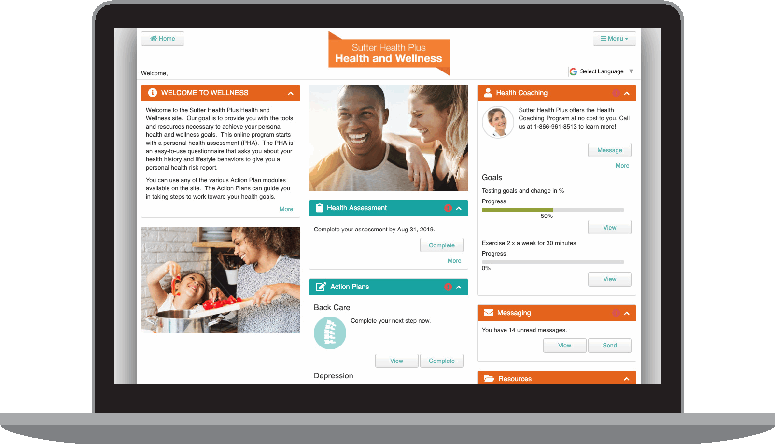 Home
Menu
Sutter Health Plus
Health and Wellness
Welcome,
Select Language
WELCOME TO WELLNESS
Welcome to the Sutter Health Plus Health and
Wellness site. Our goal is to provide you with the tools
and resources necessary to achieve your personal
health and wellness goals. This online program starts
with a personal health assessment (PHA). The PHA is
an easy-to-use questionnaire that asks you about your
health history and lifestyle behaviors to give you a
personal health risk report.
You can use any of the various Action Plan modules
available on the site. The Action Plans can guide you
in taking steps to work toward your health goals.
More
Health Assessment
Complete your assessment by Aug 31, 2019.
Complete
More
Action Plans
Back Care
Complete your next step now.
View
Complete
Depression
Health Coaching
Sutter Health Plus offers the Health
Coaching Program at no cost to you. Call
us at 1-866-961-8513 to learn more!
Message
More
Goals
Testing goals and change in %
Progress
50%
View
Exercise 2 x a week for 30 minutes
Progress
0%
View
Messaging
You have 14 unread messages.
View
Send
Resources